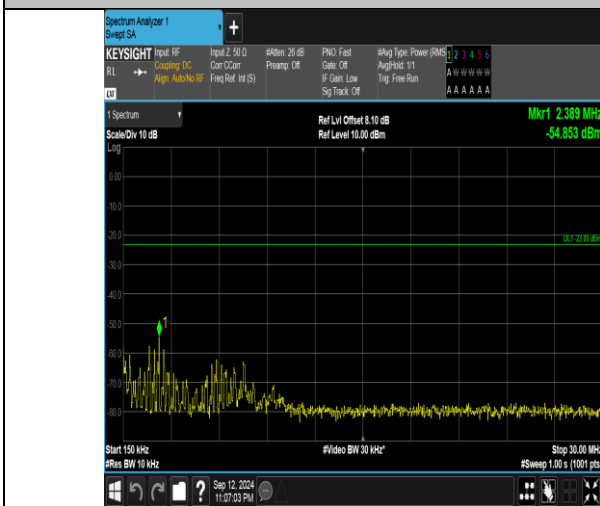 Spectrum Analyzer 1
Swept SA
+
KEYSIGHT Input: RF Input Z: 50 Ω #Atten: 26 dB PNO: Fast #Avg Type: Power (RMS 1 2 3 4 5 6
RL Coupling: DC Corr CCorr Preamp: Off Gate: Off Avg|Hold: 1/1 A W W W W W
Align: Auto/No RF Freq Ref: Int (S) IF Gain: Low Trig: Free Run
LXI Sig Track: Off A A A A A A
1 Spectrum Ref Lvl Offset 8.10 dB Mkr1 2.389 MHz
Scale/Div 10 dB Ref Level 10.00 dBm -54.853 dBm
Log
0.00
-10.0
-20.0
DL1 -23.00 dBm
-30.0
-40.0
-50.0
1
-60.0
-70.0
-80.0
Start 150 kHz #Video BW 30 kHz* Stop 30.00 MHz
#Res BW 10 kHz #Sweep 1.00 s (1001 pts
? Sep 12, 2024
11:07:03 PM